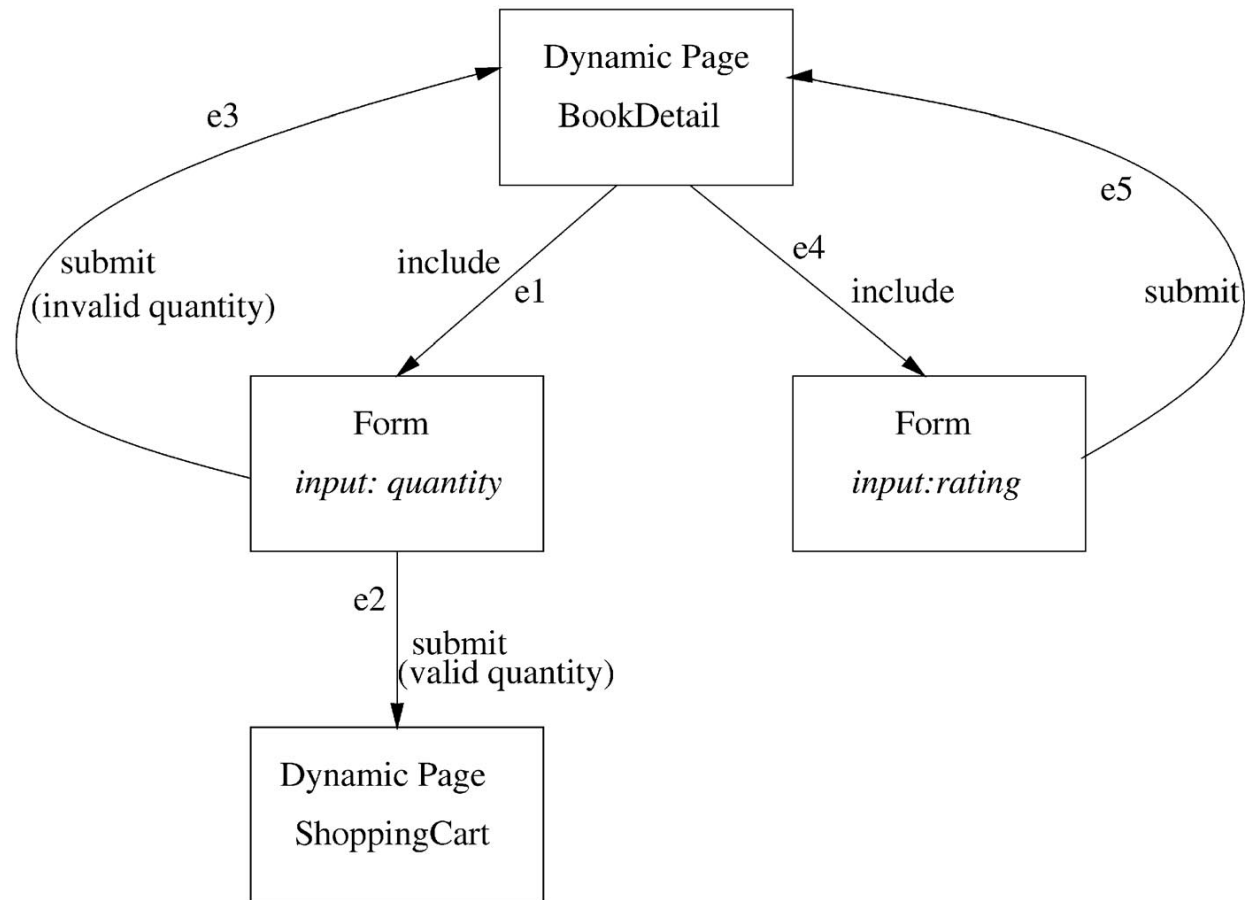 Dynamic Page
BookDetail
e3
e5
submit
(invalid quantity)
include
e1
e4
include
submit
Form
input: quantity
Form
input:rating
e2
submit
(valid quantity)
Dynamic Page
ShoppingCart